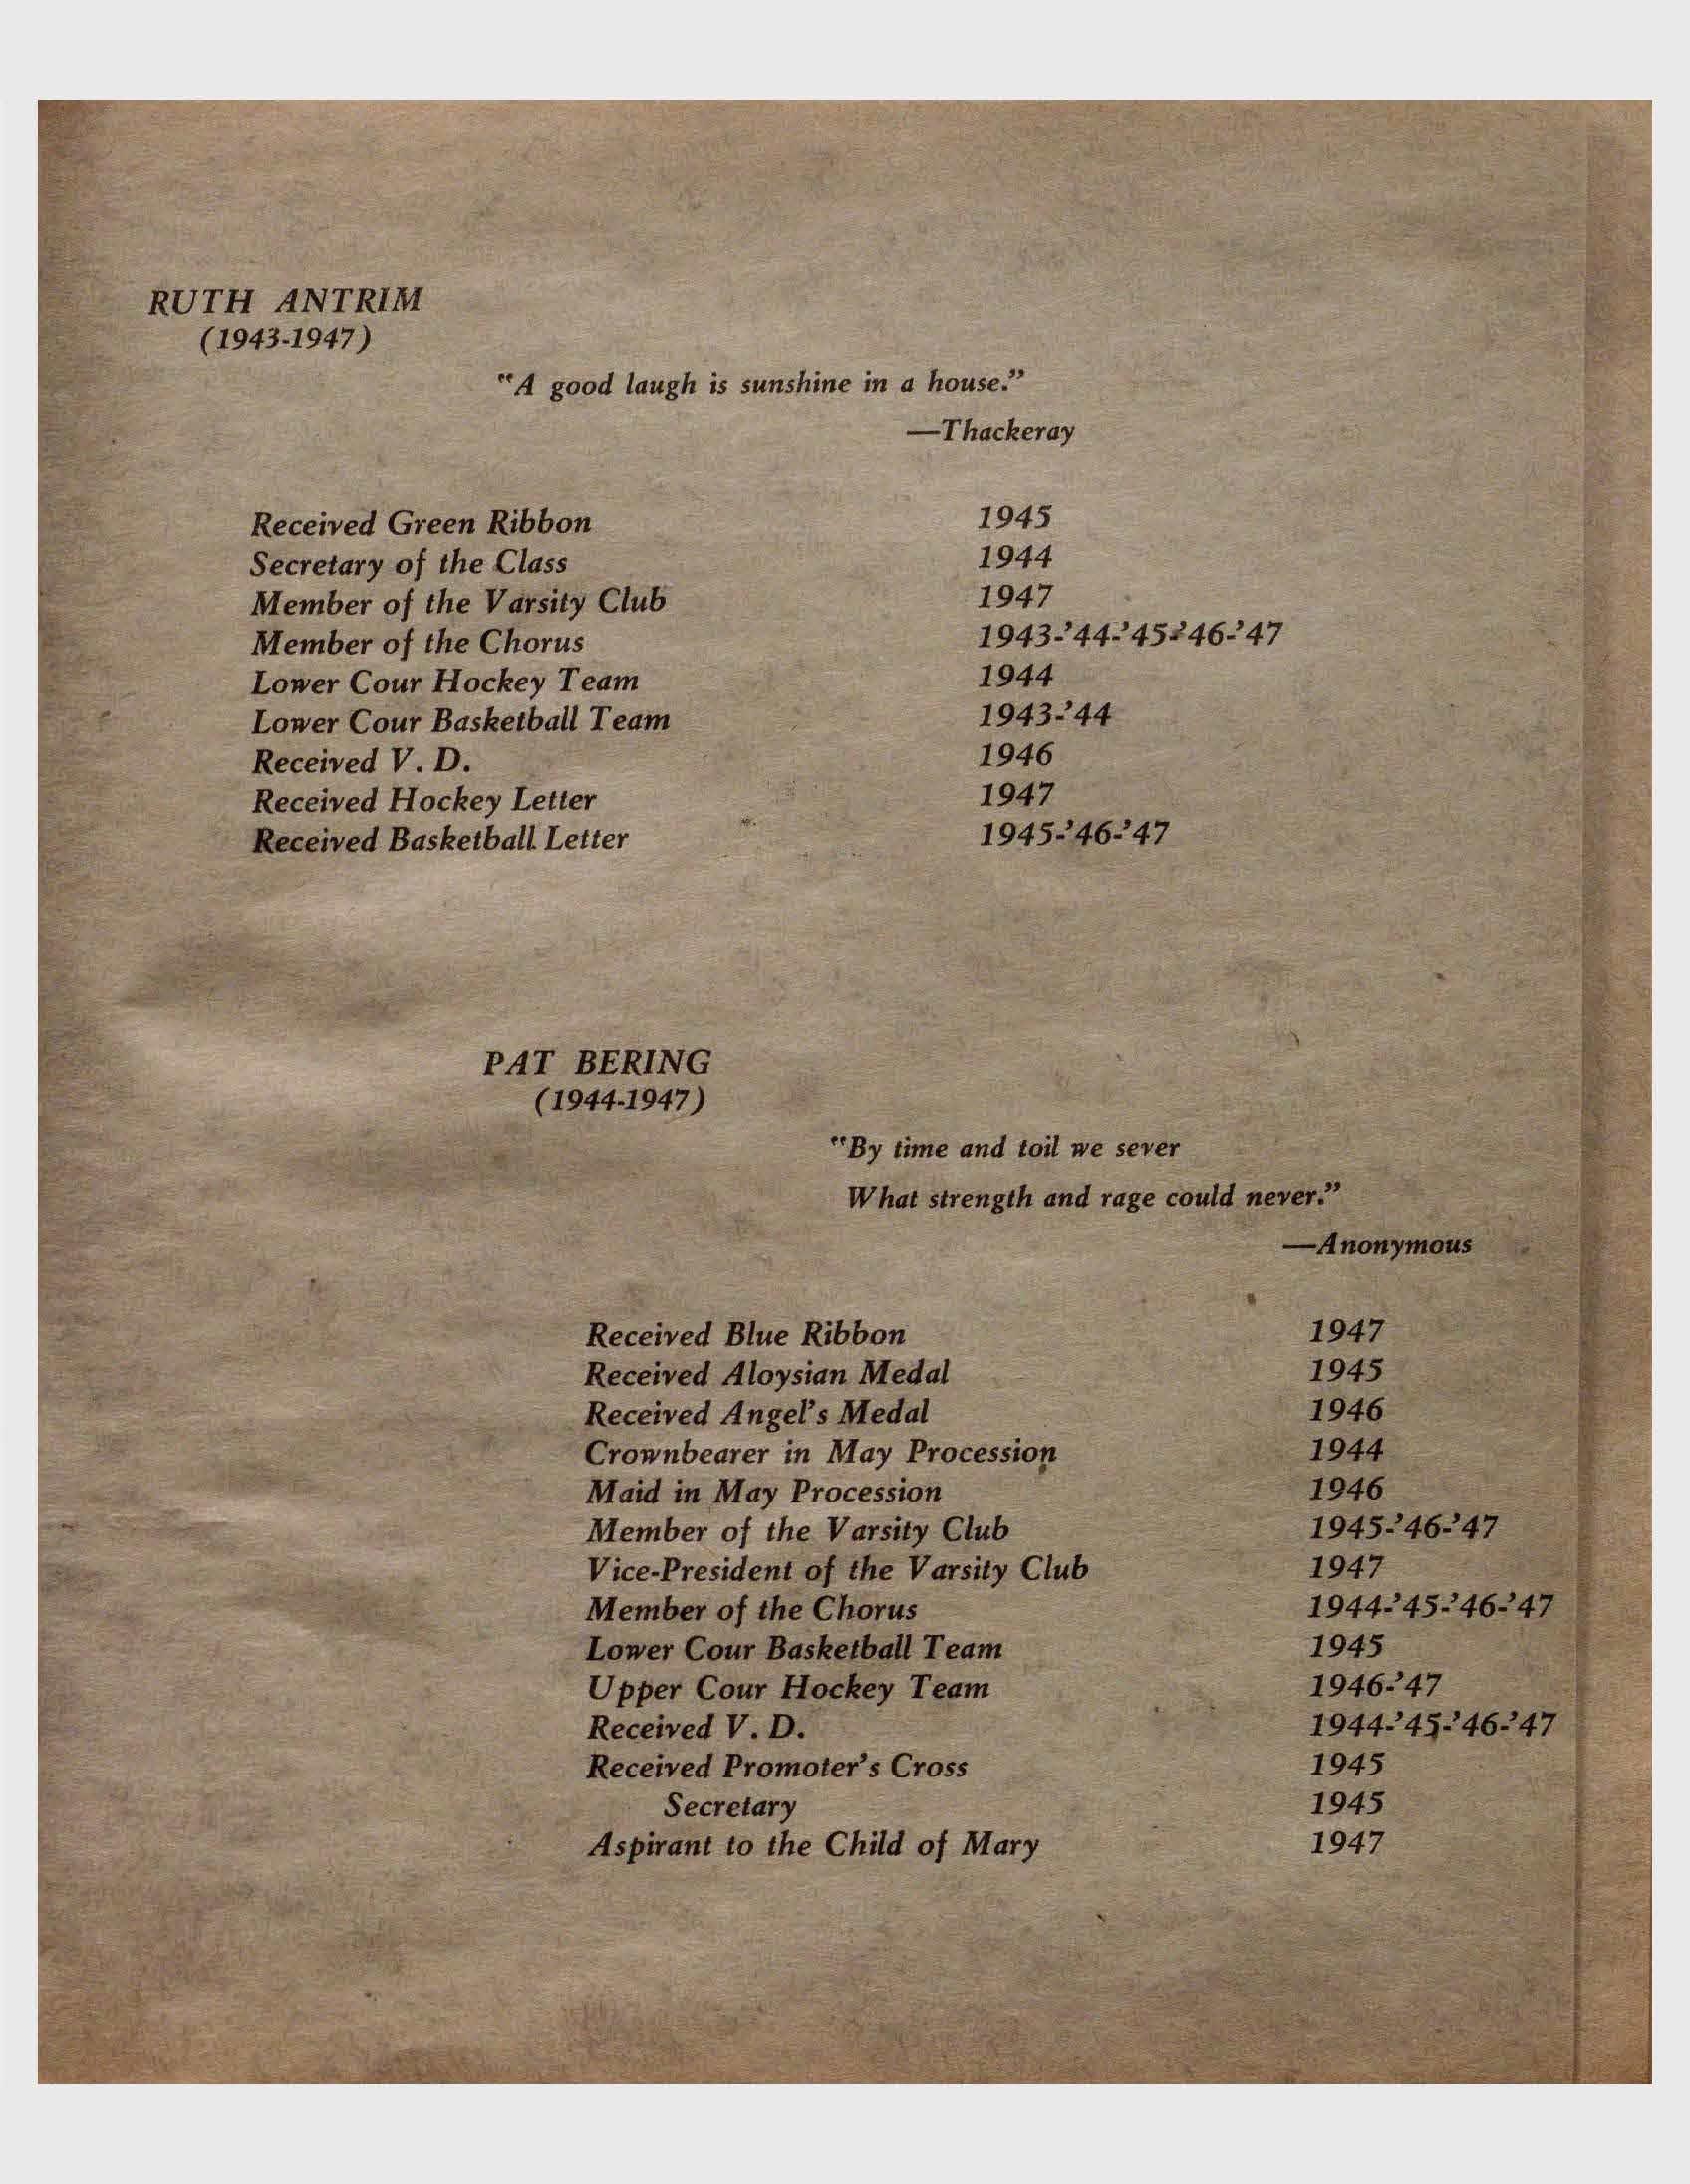 RUTH ANTRIM
(1943-1947)
"A good laugh is sunshine in a house."
—Thackeray
Received Green Ribbon 1945
Secretary of the Class 1944
Member of the Varsity Club 1947
Member of the Chorus 1943-'44-'45-'46-'47
Lower Cour Hockey Team 1944
Lower Cour Basketball Team 1943-'44
Received V. D. 1946
Received Hockey Letter 1947
Received Basketball Letter 1945-'46-'47
PAT BERING
(1944-1947)
"By time and toil we sever
What strength and rage could never."
—Anonymous
Received Blue Ribbon 1947
Received Aloysian Medal 1945
Received Angel's Medal 1946
Crownbearer in May Procession 1944
Maid in May Procession 1946
Member of the Varsity Club 1945-'46-'47
Vice-President of the Varsity Club 1947
Member of the Chorus 1944-'45-'46-'47
Lower Cour Basketball Team 1945
Upper Cour Hockey Team 1946-'47
Received V. D. 1944-'45-'46-'47
Received Promoter's Cross 1945
Secretary 1945
Aspirant to the Child of Mary 1947